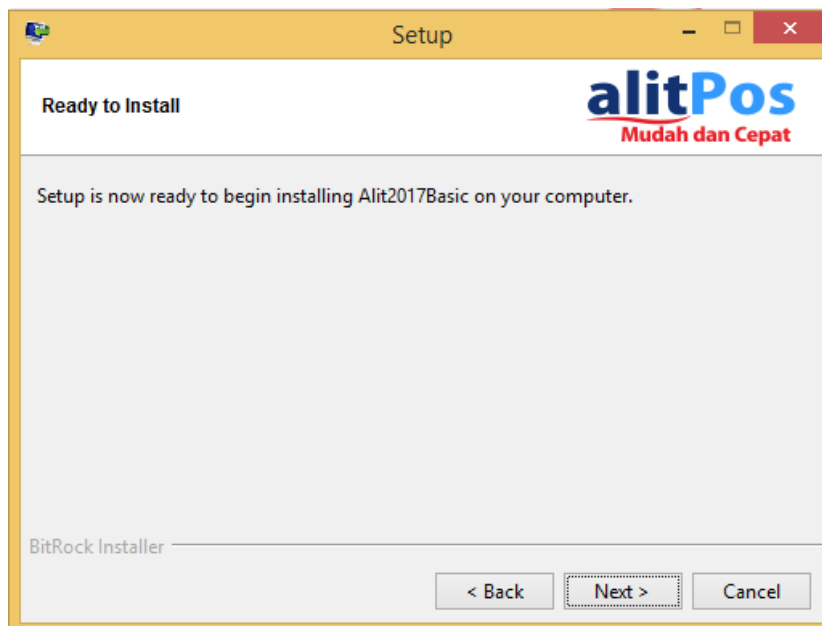 Setup
Ready to Install
alitPos
Mudah dan Cepat
Setup is now ready to begin installing Alit2017Basic on your computer.
BitRock Installer
< Back Next > Cancel